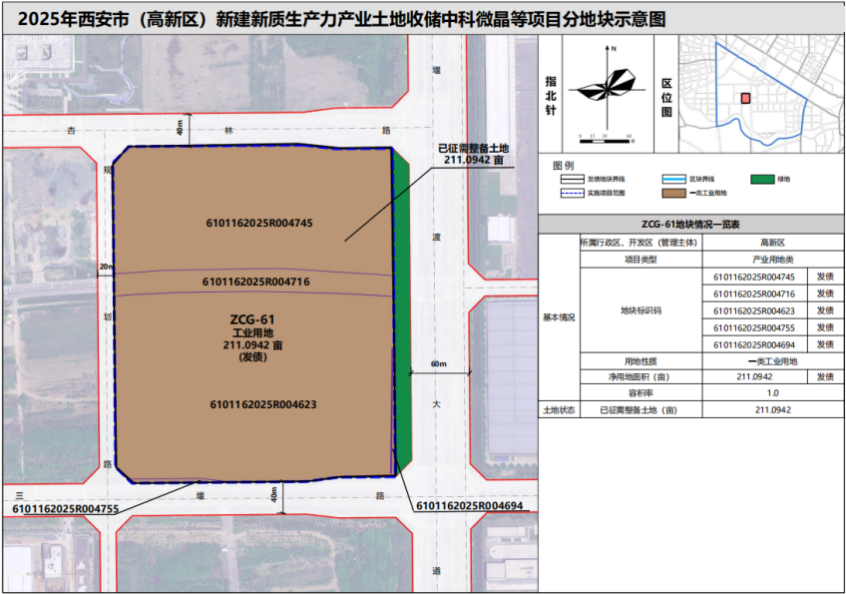 2025年西安市（高新区）新建新质生产力产业土地收储中科微晶等项目分地块示意图
堰
杏 林 路
40m
规
已征需整备土地
211.0942 亩
6101162025R004745
渡
20m
6101162025R004716
划
ZCG-61
工业用地
211.0942 亩
(发债)
60m
6101162025R004623
大
路
三 堰 路
40m
6101162025R004755
6101162025R004694
道
指北针
N
区位图
图 例
发债地块界线
区块界线
绿地
实施项目范围
一类工业用地
ZCG-61地块情况一览表
基本情况
所属行政区、开发区（管理主体） 高新区
项目类型 产业用地类
地块标识码
6101162025R004745 发债
6101162025R004716 发债
6101162025R004623 发债
6101162025R004755 发债
6101162025R004694 发债
用地性质 一类工业用地
净用地面积（亩） 211.0942 发债
容积率 1.0
土地状态 已征需整备土地（亩） 211.0942